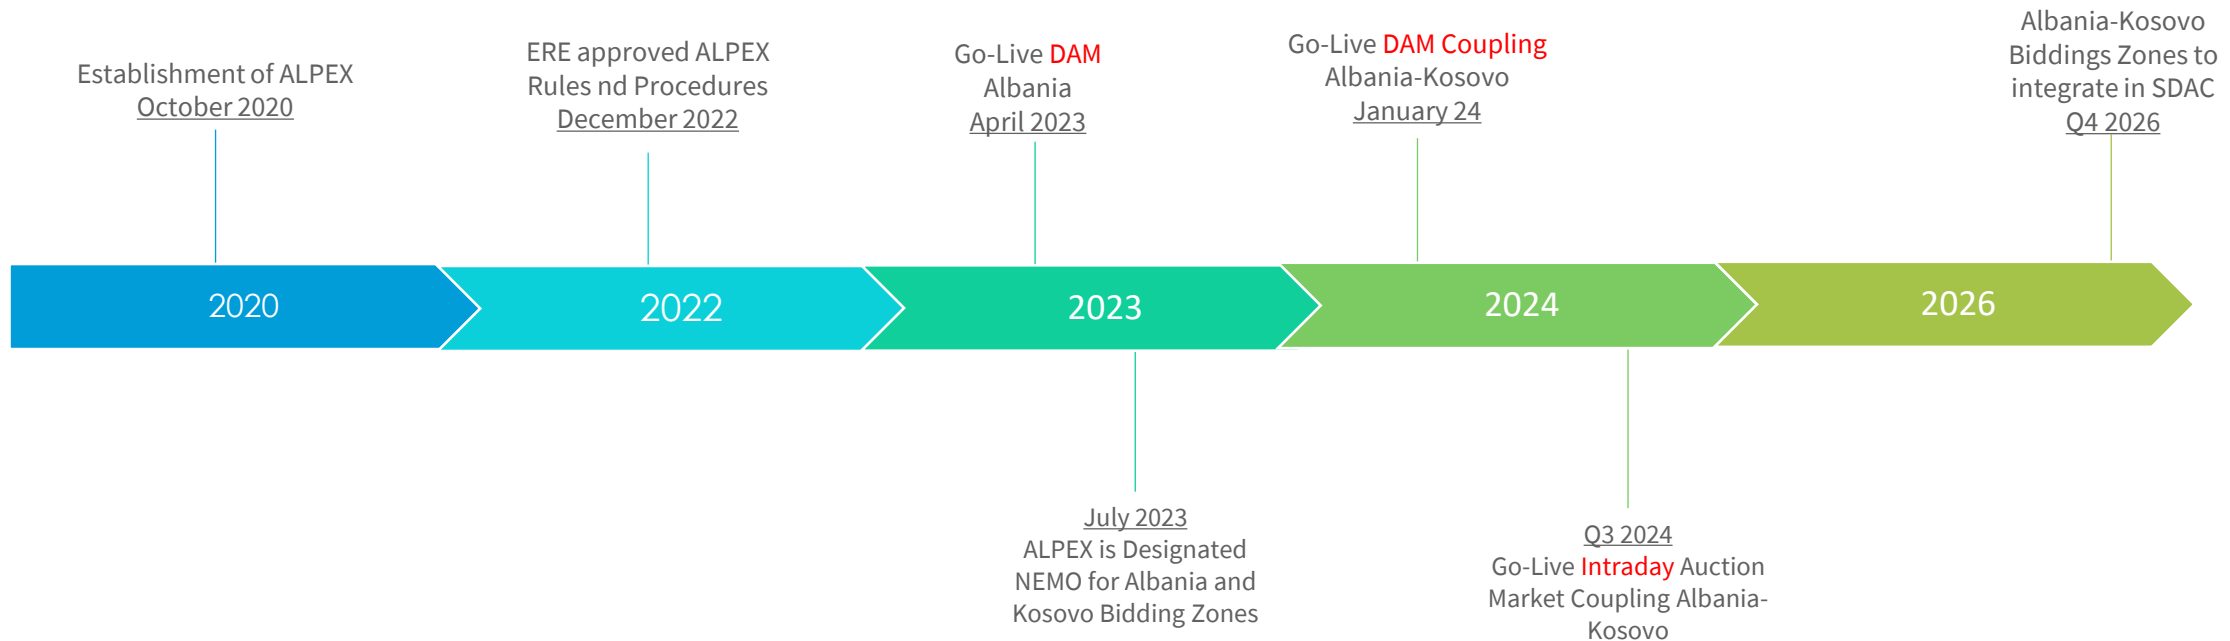 Establishment of ALPEX
October 2020
ERE approved ALPEX
Rules nd Procedures
December 2022
Go-Live DAM
Albania
April 2023
Go-Live DAM Coupling
Albania-Kosovo
January 24
Albania-Kosovo
Biddings Zones to
integrate in SDAC
Q4 2026
2020
2022
2023
2024
2026
July 2023
ALPEX is Designated
NEMO for Albania and
Kosovo Bidding Zones
Q3 2024
Go-Live Intraday Auction
Market Coupling Albania-
Kosovo